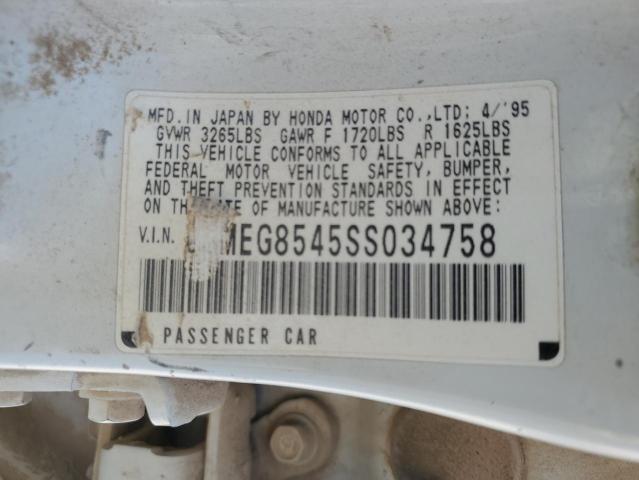 MFD. IN JAPAN BY HONDA MOTOR CO.,LTD; 4/'95
GVWR 3265LBS GAWR F 1720LBS R 1625LBS
THIS VEHICLE CONFORMS TO ALL APPLICABLE
FEDERAL MOTOR VEHICLE SAFETY, BUMPER,
AND THEFT PREVENTION STANDARDS IN EFFECT
ON THE DATE OF MANUFACTURE SHOWN ABOVE:
V.I.N. MEG8545SS034758
PASSENGER CAR